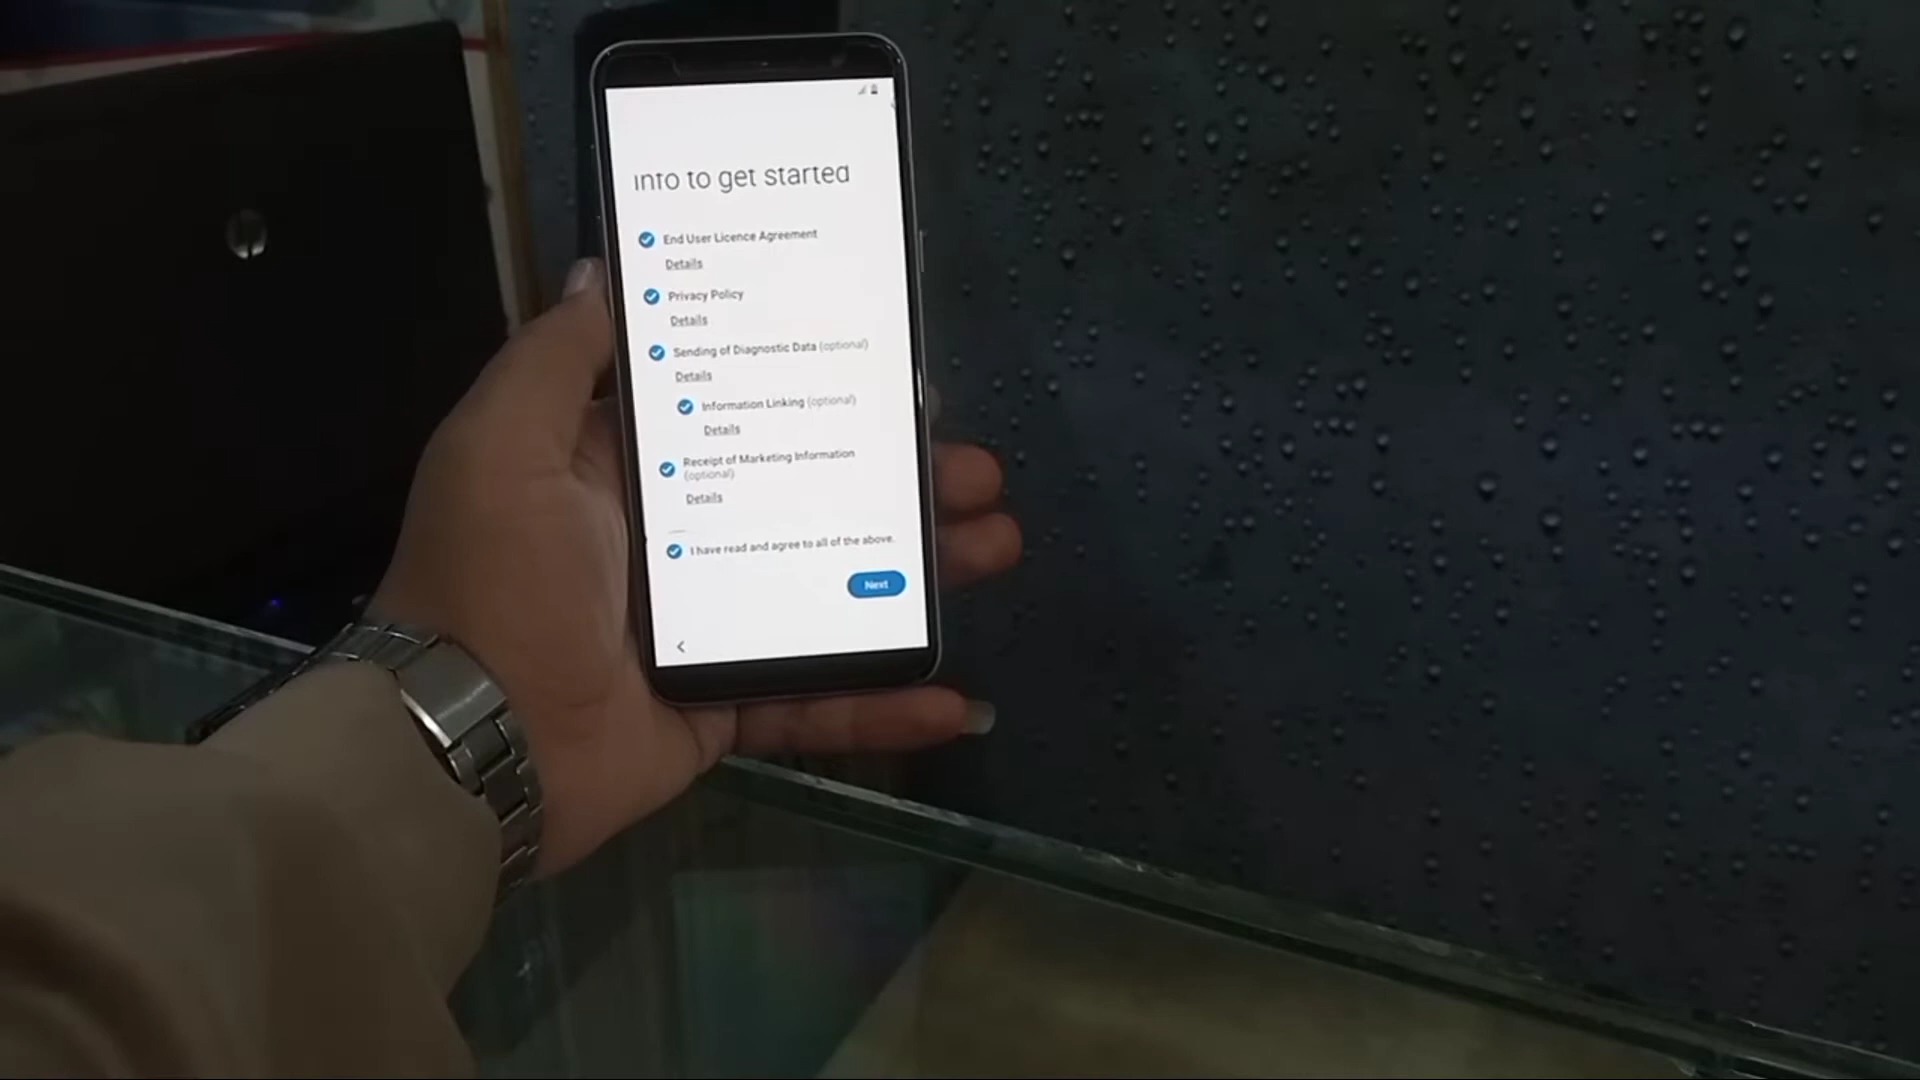 info to get started
End User Licence Agreement
Details
Privacy Policy
Details
Sending of Diagnostic Data (optional)
Details
Information Linking (optional)
Details
Receipt of Marketing Information
(optional)
Details
I have read and agree to all of the above.
Next
hp